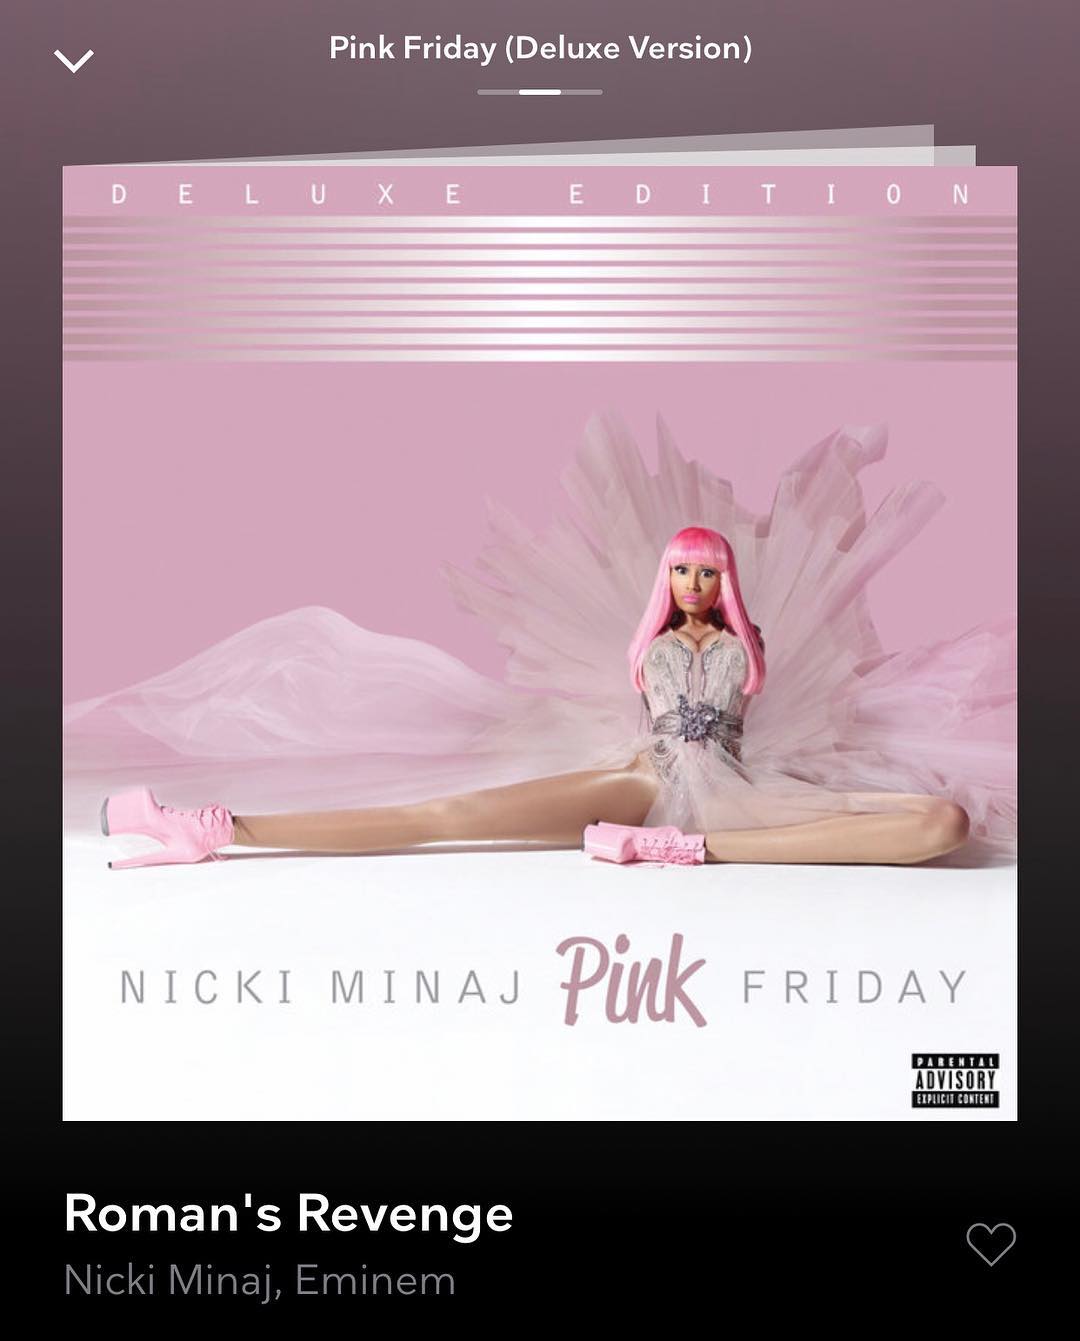 Pink Friday (Deluxe Version)
DELUXE EDITION
NICKI MINAJ Pink FRIDAY
PARENTAL
ADVISORY
EXPLICIT CONTENT
Roman's Revenge
Nicki Minaj, Eminem